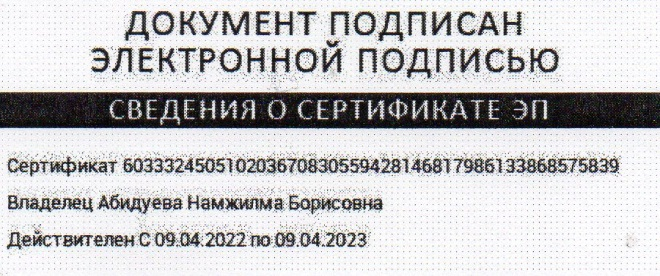 ДОКУМЕНТ ПОДПИСАН
ЭЛЕКТРОННОЙ ПОДПИСЬЮ
СВЕДЕНИЯ О СЕРТИФИКАТЕ ЭП
Сертификат 603332450510203670830559428146817986133868575839
Владелец Абидуева Намжилма Борисовна
Действителен С 09.04.2022 по 09.04.2023